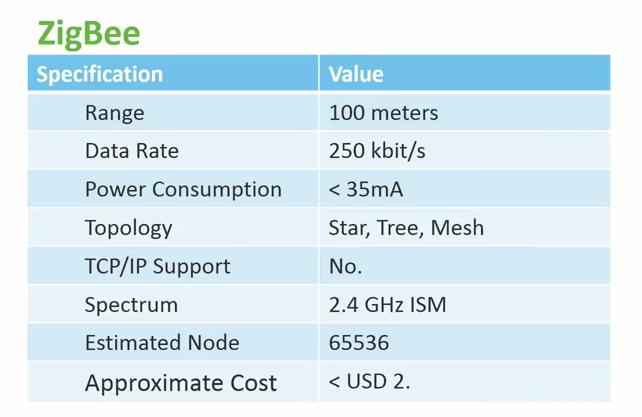 ZigBee
Specification Value
Range 100 meters
Data Rate 250 kbit/s
Power Consumption < 35mA
Topology Star, Tree, Mesh
TCP/IP Support No.
Spectrum 2.4 GHz ISM
Estimated Node 65536
Approximate Cost < USD 2.